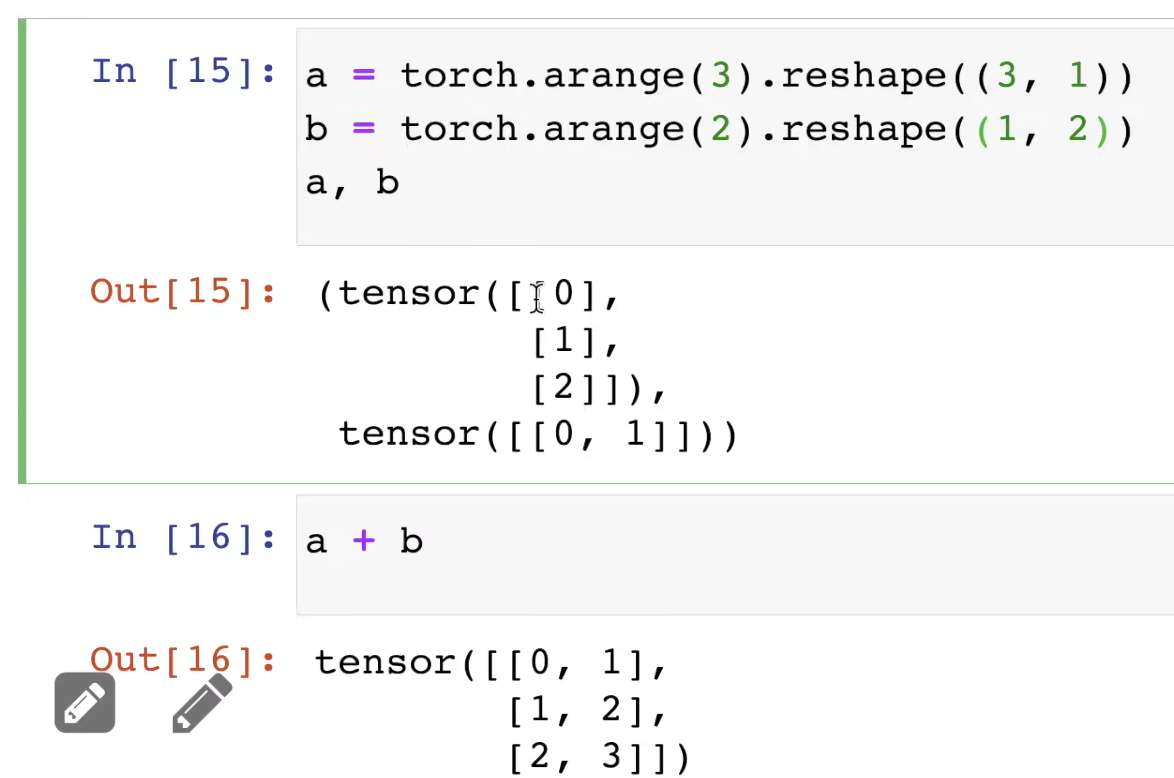 In [15]: a = torch.arange(3).reshape((3, 1))
b = torch.arange(2).reshape((1, 2))
a, b
Out[15]: (tensor([[0],
[1],
[2]]),
tensor([[0, 1]]))
In [16]: a + b
Out[16]: tensor([[0, 1],
[1, 2],
[2, 3]])